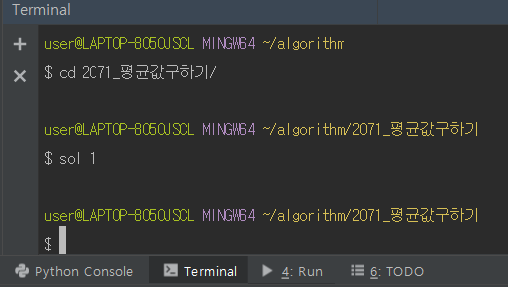 Terminal
user@LAPTOP-8050JSCL MINGW64 ~/algorithm
$ cd 2071_평균값구하기/
user@LAPTOP-8050JSCL MINGW64 ~/algorithm/2071_평균값구하기
$ sol 1
user@LAPTOP-8050JSCL MINGW64 ~/algorithm/2071_평균값구하기
$
Python Console Terminal 4: Run 6: TODO